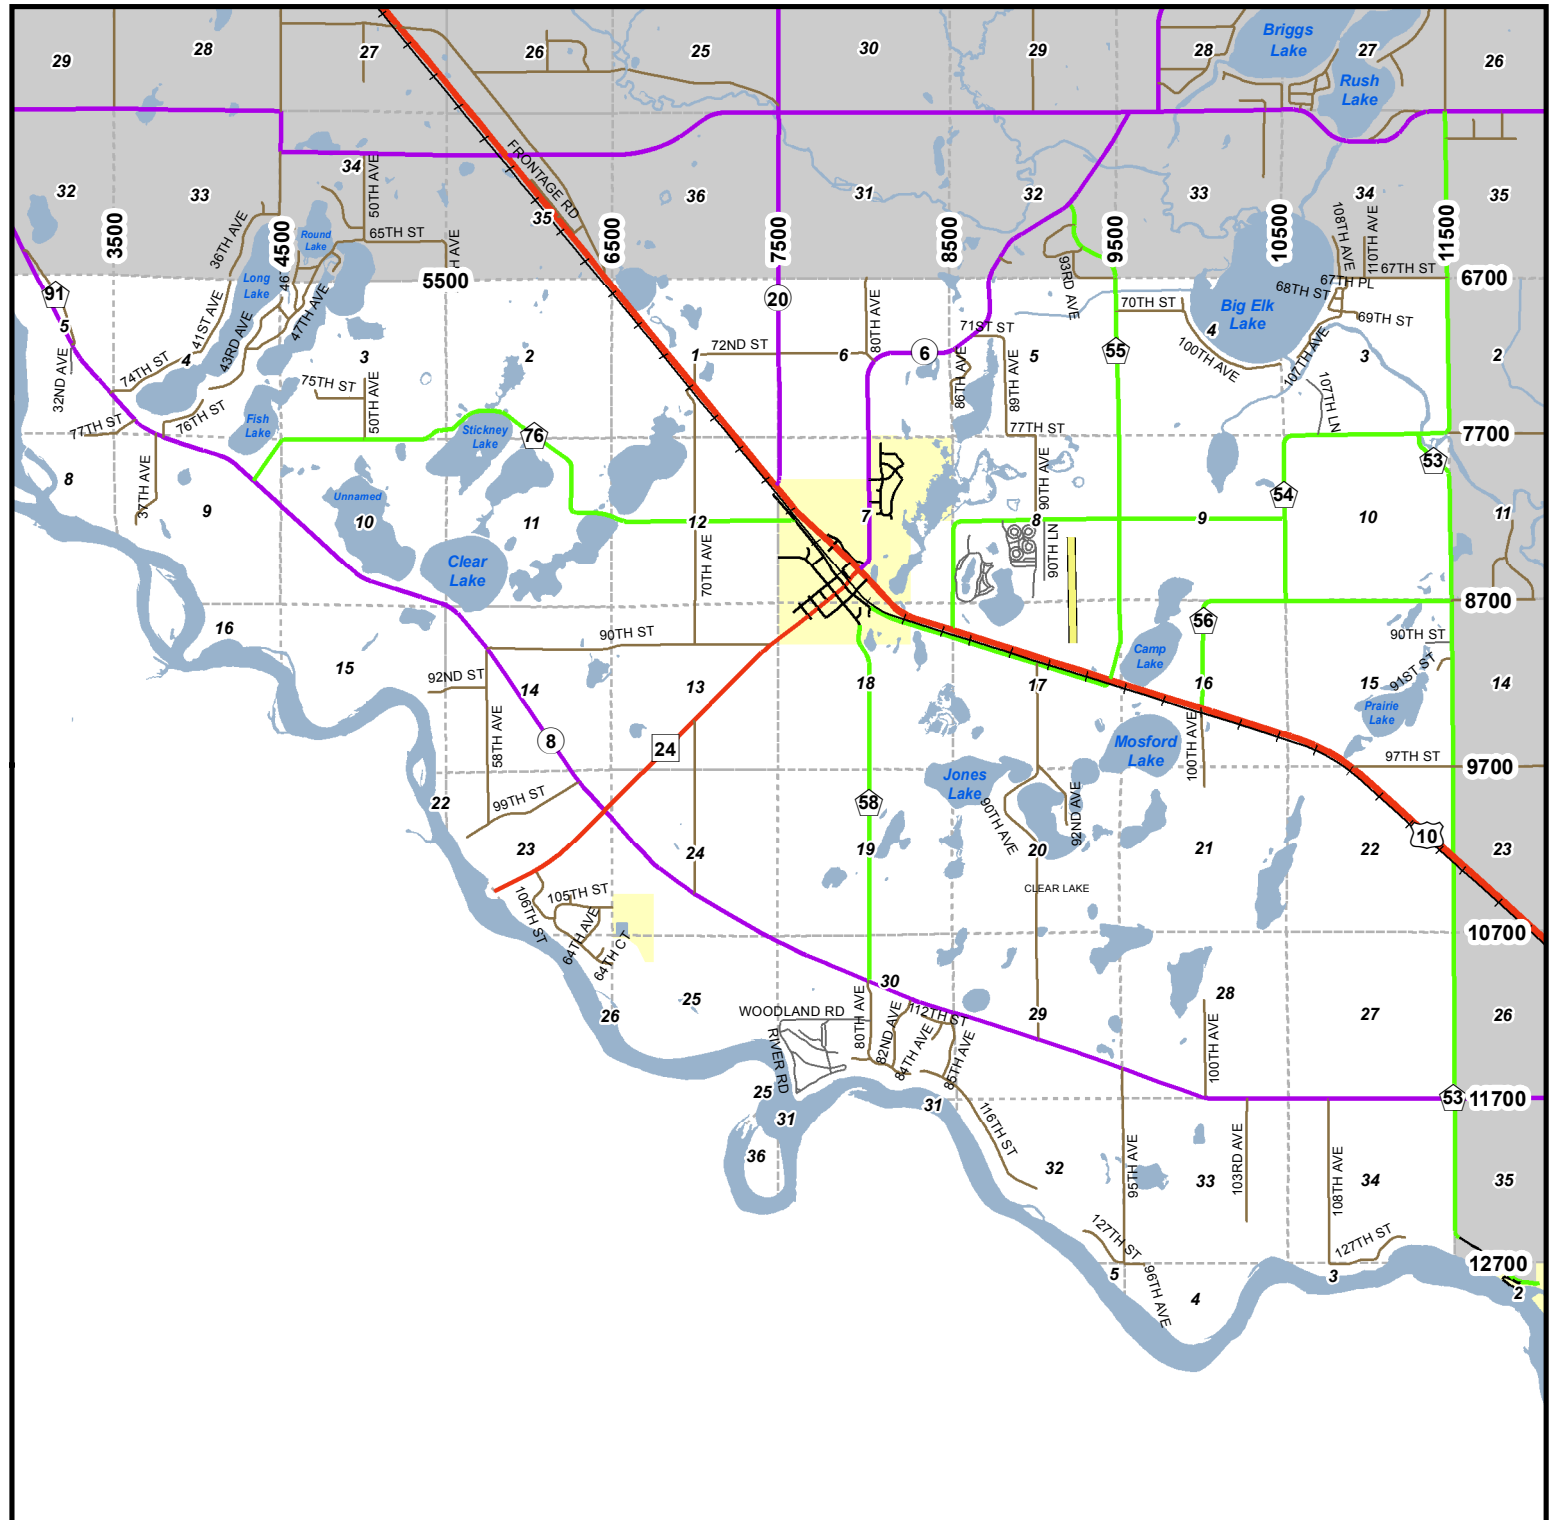 29
28
27
26
25
30
29
28
Briggs
Lake
27
26
Rush
Lake
32
33
34
50TH AVE
FRONTAGE RD
35
36
31
32
33
34
35
3500
36TH AVE
4500
Round
Lake
65TH ST
H AVE
5500
6500
7500
8500
9500
93RD AVE
10500
108TH AVE
110TH AVE
11500
67TH ST
67TH PL
68TH ST
6700
91
5
32ND AVE
41ST AVE
Long
Lake
46
43RD AVE
47TH AVE
74TH ST
4
3
75TH ST
50TH AVE
2
20
1
72ND ST
6
80TH AVE
6
71ST ST
86TH AVE
89TH AVE
5
70TH ST
55
4
100TH AVE
Big Elk
Lake
69TH ST
107TH AVE
107TH LN
3
2
77TH ST
76TH ST
Fish
Lake
Stickney
Lake
76
77TH ST
7700
53
8
37TH AVE
9
Unnamed
10
11
12
7
8
90TH AVE
90TH LN
9
54
10
11
Clear
Lake
70TH AVE
8700
16
15
90TH ST
92ND ST
14
13
18
17
56
Camp
Lake
16
90TH ST
91ST ST
15
14
Prairie
Lake
58TH AVE
8
24
Mosford
Lake
100TH AVE
97TH ST
9700
22
99TH ST
58
Jones
Lake
90TH AVE
92ND AVE
10
23
24
19
20
21
22
23
CLEAR LAKE
106TH ST
105TH ST
64TH AVE
64TH CT
10700
25
26
30
28
WOODLAND RD
RIVER RD
80TH AVE
82ND AVE
84TH AVE
112TH ST
85TH AVE
29
100TH AVE
27
26
25
31
31
53
11700
36
116TH ST
32
95TH AVE
33
103RD AVE
108TH AVE
34
35
127TH ST
127TH ST
12700
5
96TH AVE
4
3
2